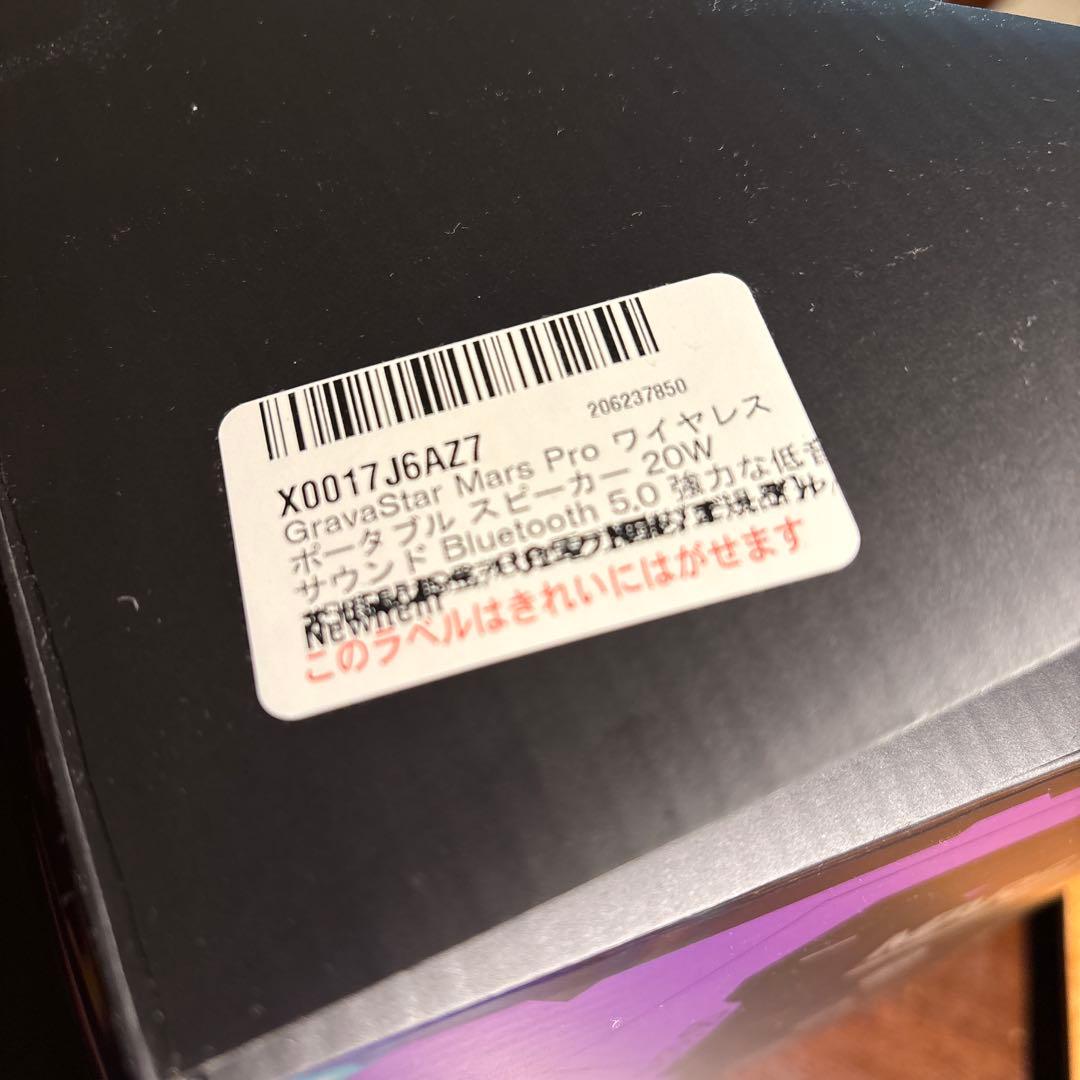 206237850
X0017J6AZ7
GravaStar Mars Pro ワイヤレス
ポータブル スピーカー 20W
サウンド Bluetooth 5.0 強力な低音
NewItem
このラベルはきれいにはがせます